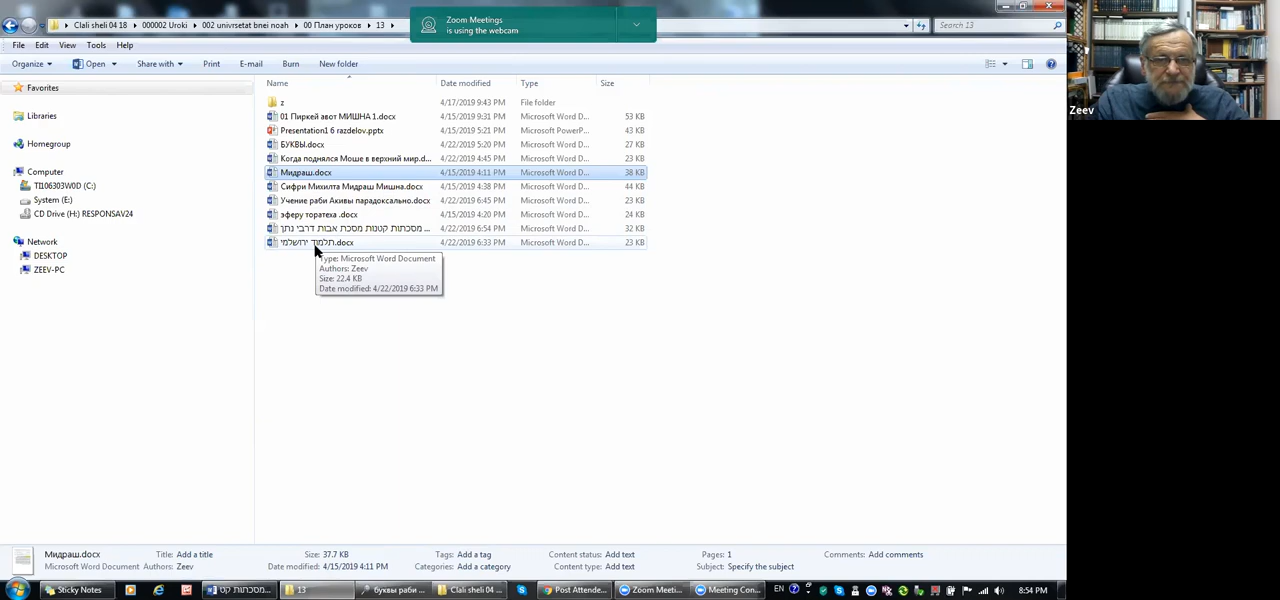 Clali sheli 04 18 ▸ 000002 Uroki ▸ 002 univrsetat bnei noah ▸ 00 План уроков ▸ 13 ▸
Zoom Meetings
is using the webcam
Search 13
File Edit View Tools Help
Organize Open Share with Print E-mail Burn New folder
Favorites
Libraries
Homegroup
Computer
TI106303W0D (C:)
System (E:)
CD Drive (H:) RESPONSAV24
Network
DESKTOP
ZEEV-PC
Name Date modified Type Size
z 4/17/2019 9:43 PM File folder
01 Пиркей авот МИШНА 1.docx 4/15/2019 9:31 PM Microsoft Word D... 53 KB
Presentation1 6 razdelov.pptx 4/15/2019 5:21 PM Microsoft PowerP... 43 KB
БУКВЫ.docx 4/22/2019 5:20 PM Microsoft Word D... 27 KB
Когда поднялся Моше в верхний мир.d... 4/22/2019 4:45 PM Microsoft Word D... 23 KB
Мидраш.docx 4/15/2019 4:11 PM Microsoft Word D... 38 KB
Сифри Михилта Мидраш Мишна.docx 4/15/2019 4:38 PM Microsoft Word D... 44 KB
Учение раби Акивы парадоксально.docx 4/22/2019 6:45 PM Microsoft Word D... 23 KB
эферу торатеха .docx 4/15/2019 4:20 PM Microsoft Word D... 24 KB
מסכתות קטנות מסכת אבות דרבי נתן ... 4/22/2019 6:54 PM Microsoft Word D... 32 KB
תלמוד ירושלמי.docx 4/22/2019 6:33 PM Microsoft Word D... 23 KB
Type: Microsoft Word Document
Authors: Zeev
Size: 22.4 KB
Date modified: 4/22/2019 6:33 PM
Zeev
Мидраш.docx Title: Add a title Size: 37.7 KB Tags: Add a tag Content status: Add text Pages: 1 Comments: Add comments
Microsoft Word Document Authors: Zeev Date modified: 4/15/2019 4:11 PM Categories: Add a category Content type: Add text Subject: Specify the subject
Sticky Notes מסכתות קט... 13 буквы раби ... Clali sheli 04 ... Post Attende... Zoom Meeti... Meeting Con... EN 8:54 PM